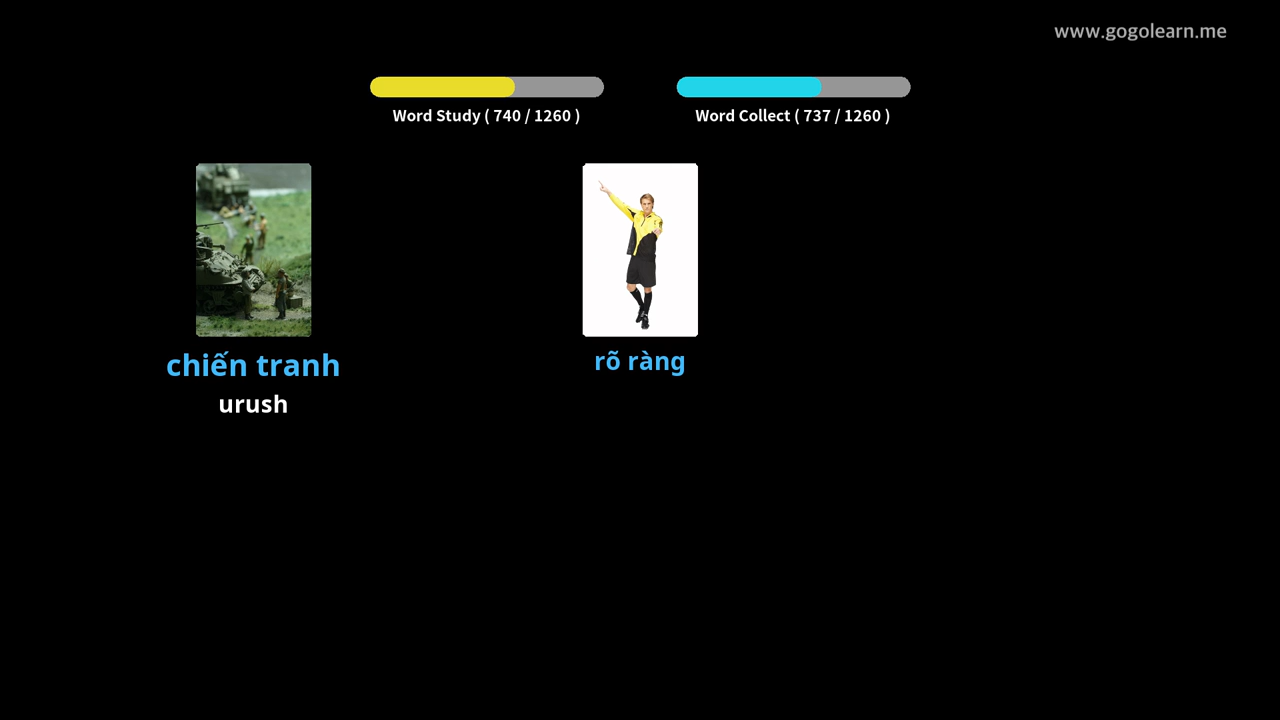 www.gogolearn.me
Word Study ( 740 / 1260 )
Word Collect ( 737 / 1260 )
chiến tranh
urush
rõ ràng